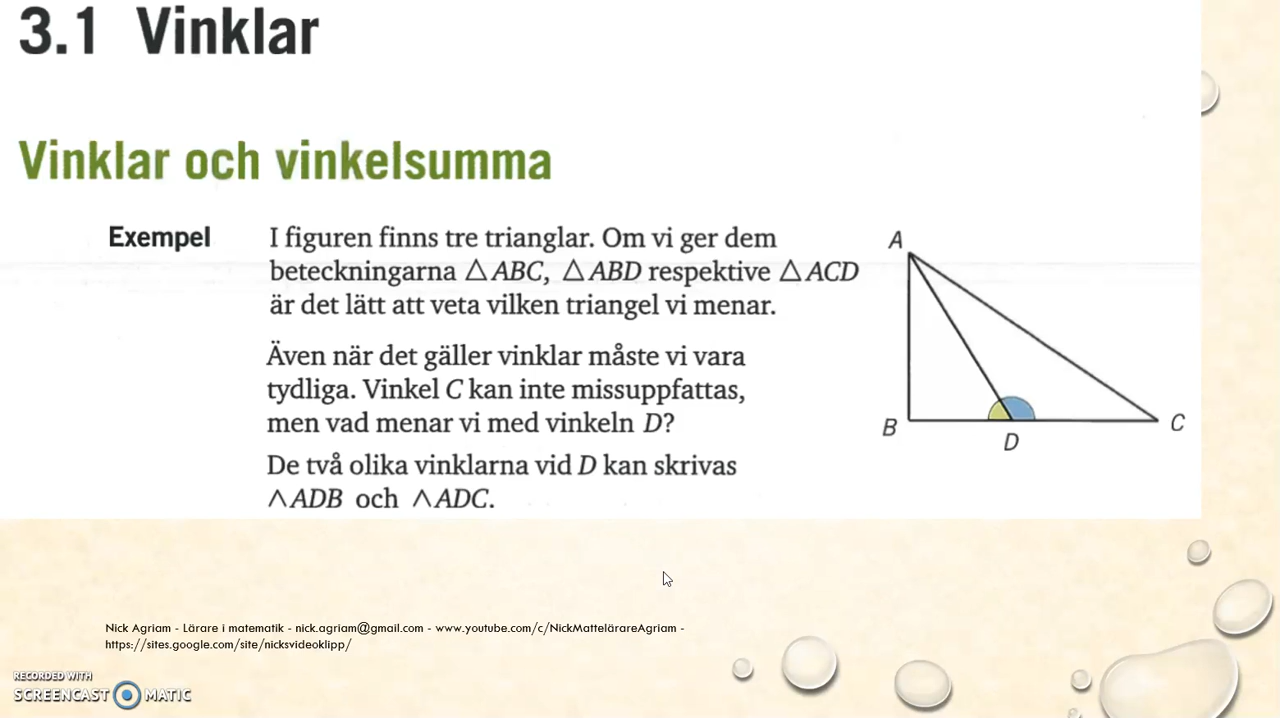 3.1 Vinklar
Vinklar och vinkelsumma
Exempel
I figuren finns tre trianglar. Om vi ger dem
beteckningarna △ABC, △ABD respektive △ACD
är det lätt att veta vilken triangel vi menar.
Även när det gäller vinklar måste vi vara
tydliga. Vinkel C kan inte missuppfattas,
men vad menar vi med vinkeln D?
De två olika vinklarna vid D kan skrivas
∧ADB och ∧ADC.
A
B
D
C
Nick Agriam - Lärare i matematik - nick.agriam@gmail.com - www.youtube.com/c/NickMattelärareAgriam -
https://sites.google.com/site/nicksvideoklipp/
RECORDED WITH
SCREENCAST MATIC